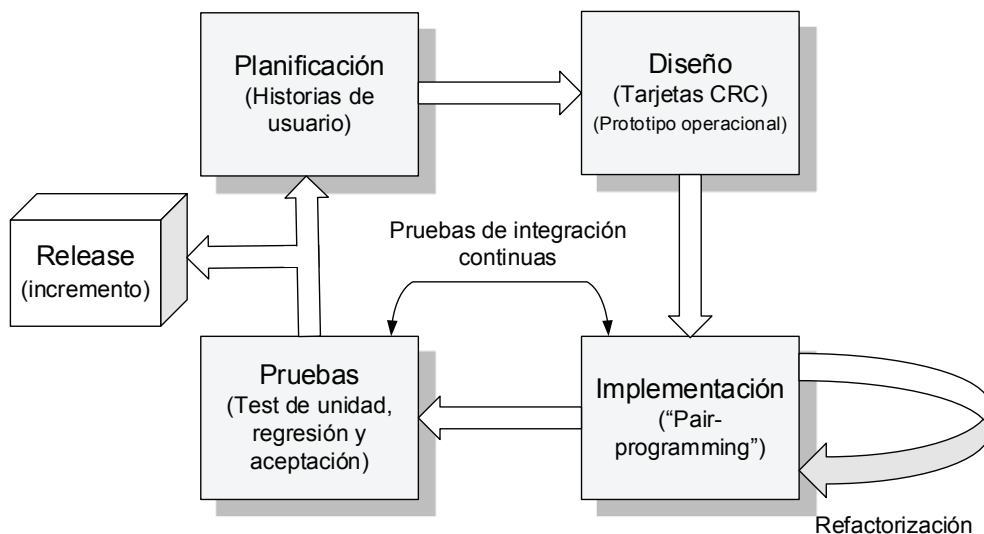 Planificación
(Historias de
usuario)
Diseño
(Tarjetas CRC)
(Prototipo operacional)
Release
(incremento)
Pruebas de integración
continuas
Pruebas
(Test de unidad,
regresión y
aceptación)
Implementación
(“Pair-
programming”)
Refactorización